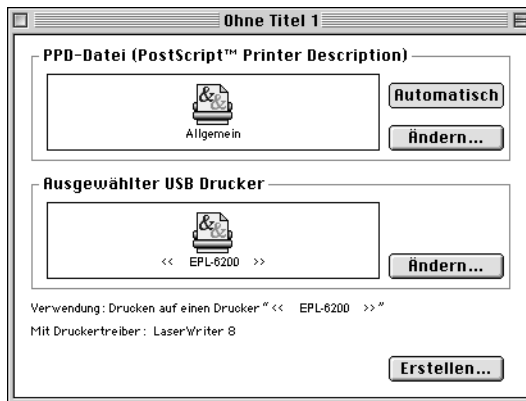 Ohne Titel 1
PPD-Datei (PostScript™ Printer Description)
Allgemein
Automatisch
Ändern...
Ausgewählter USB Drucker
<< EPL-6200 >>
Ändern...
Verwendung: Drucken auf einen Drucker “<< EPL-6200 >>”
Mit Druckertreiber: LaserWriter 8
Erstellen...